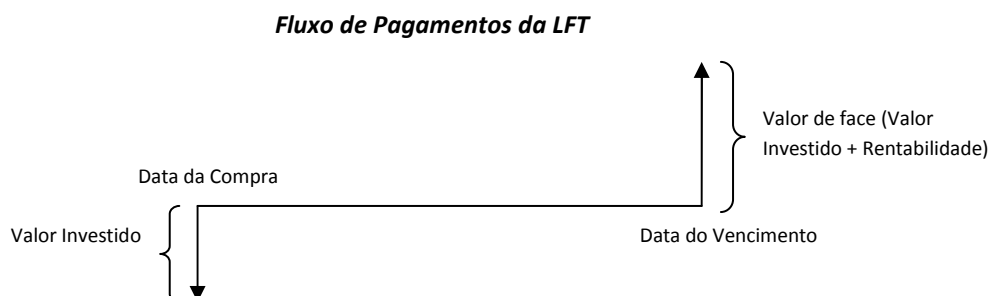 Fluxo de Pagamentos da LFT
Valor de face (Valor
Investido + Rentabilidade)
Data da Compra
Valor Investido
Data do Vencimento